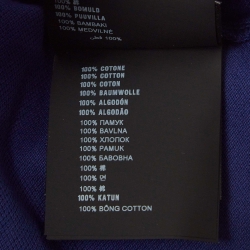 100% BOMULD
100% PUUVILLA
100% BAMBAKI
100% MEDVILNĖ
100% COTONE
100% COTTON
100% COTON
100% BAUMWOLLE
100% ALGODÓN
100% ALGODÃO
100% ПАМУК
100% BAVLNA
100% ХЛОПОК
100% PAMUK
100% БАВОВНА
100% 棉
100% 면
100% 綿
100% KATUN
100% BÔNG COTTON